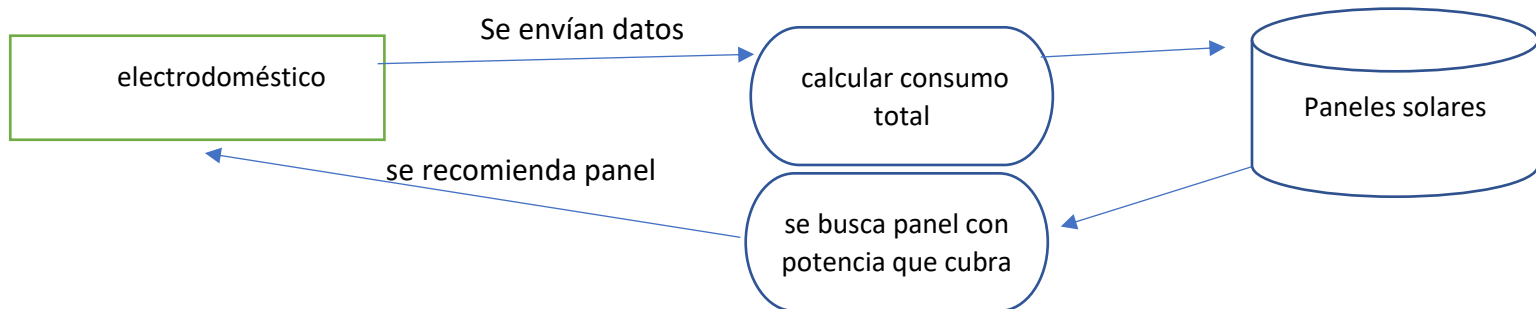 Se envían datos
electrodoméstico
calcular consumo
total
Paneles solares
se recomienda panel
se busca panel con
potencia que cubra